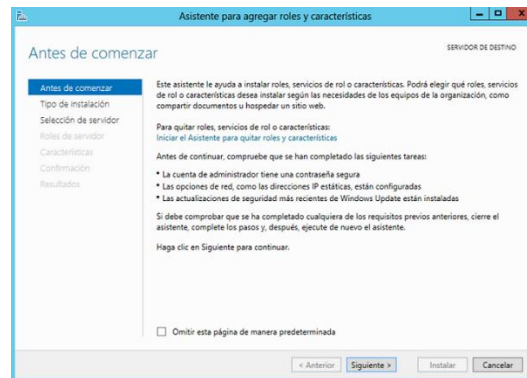 Asistente para agregar roles y características
Antes de comenzar
SERVIDOR DE DESTINO
Antes de comenzar
Tipo de instalación
Selección de servidor
Roles de servidor
Características
Confirmación
Resultados
Este asistente le ayuda a instalar roles, servicios de rol o características. Podrá elegir qué roles, servicios
de rol o características desea instalar según las necesidades de los equipos de la organización, como
compartir documentos u hospedar un sitio web.
Para quitar roles, servicios de rol o características:
Iniciar el Asistente para quitar roles y características
Antes de continuar, compruebe que se han completado las siguientes tareas:
• La cuenta de administrador tiene una contraseña segura
• Las opciones de red, como las direcciones IP estáticas, están configuradas
• Las actualizaciones de seguridad más recientes de Windows Update están instaladas
Si debe comprobar que se ha completado cualquiera de los requisitos previos anteriores, cierre el
asistente, complete los pasos y, después, ejecute de nuevo el asistente.
Haga clic en Siguiente para continuar.
Omitir esta página de manera predeterminada
< Anterior Siguiente > Instalar Cancelar